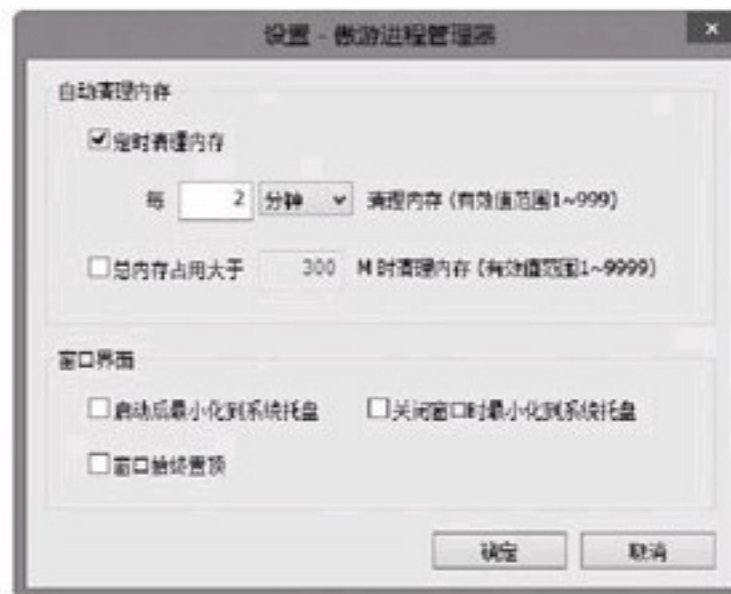 设置 - 傲游进程管理器
自动清理内存
定时清理内存
每 2 分钟 清理内存 (有效值范围1~999)
总内存占用大于 300 M 时清理内存 (有效值范围1~9999)
窗口界面
启动后最小化到系统托盘 关闭窗口时最小化到系统托盘
窗口始终置顶
确定 取消